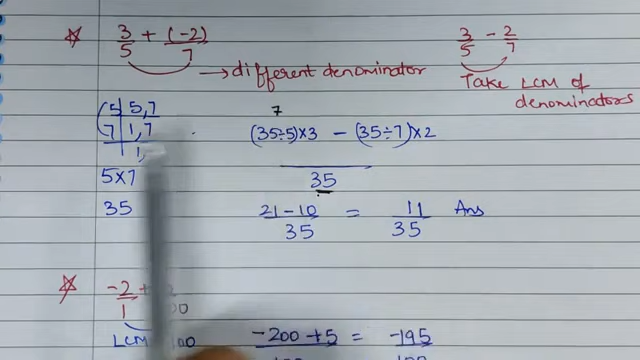 3/5 + (-2)/7
3/5 - 2/7
→ different denominator
Take LCM of
denominators
5 | 5, 7
7 | 1, 7
1,
5×7
35
7
(35÷5)×3 - (35÷7)×2
35
21-10/35 = 11/35 Ans
-2/1 +
LCM
-200 + 5 = -195